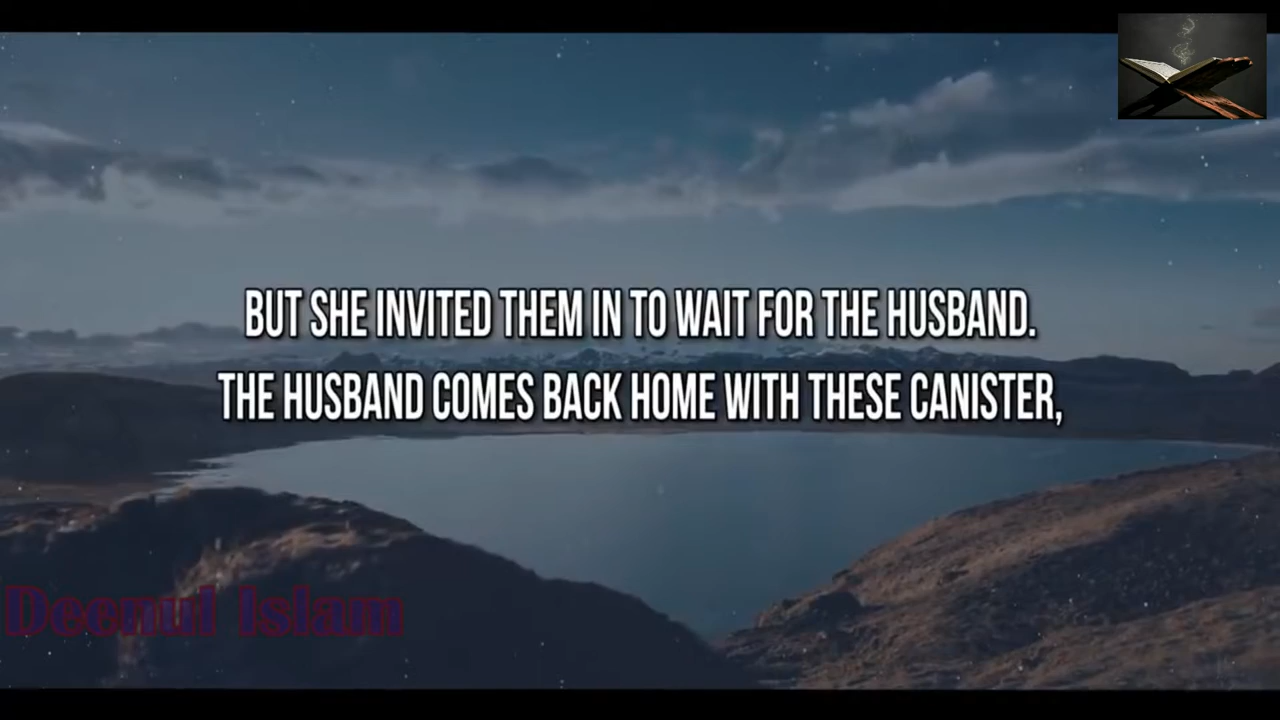 BUT SHE INVITED THEM IN TO WAIT FOR THE HUSBAND.
THE HUSBAND COMES BACK HOME WITH THESE CANISTER,
Deenul Islam